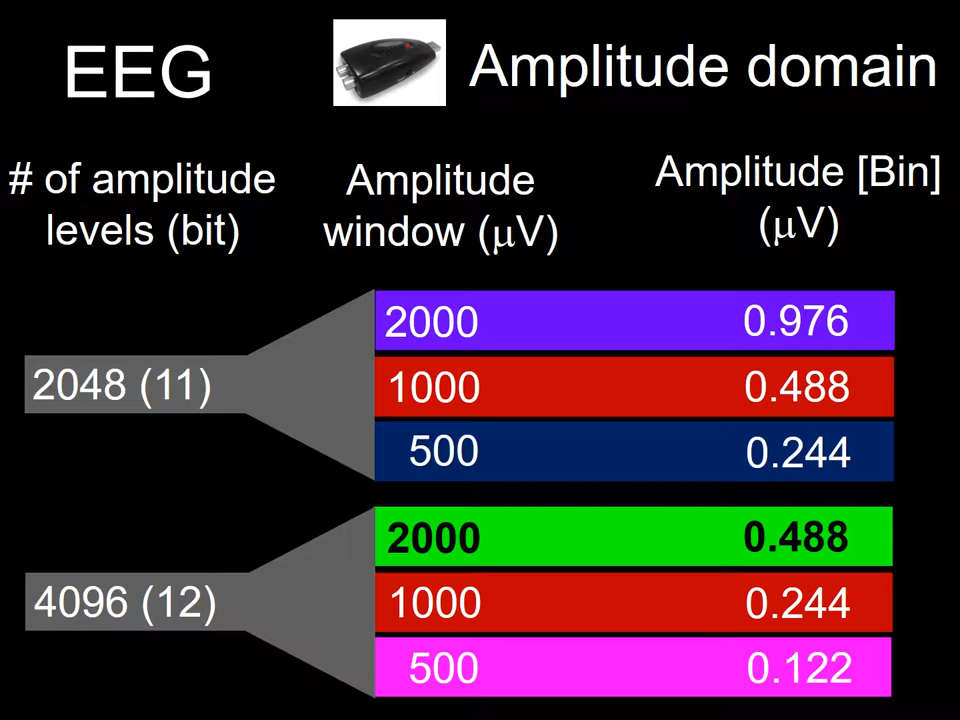 EEG
Amplitude domain
# of amplitude
levels (bit)
Amplitude
window (µV)
Amplitude [Bin]
(µV)
2048 (11)
2000 0.976
1000 0.488
500 0.244
4096 (12)
2000 0.488
1000 0.244
500 0.122